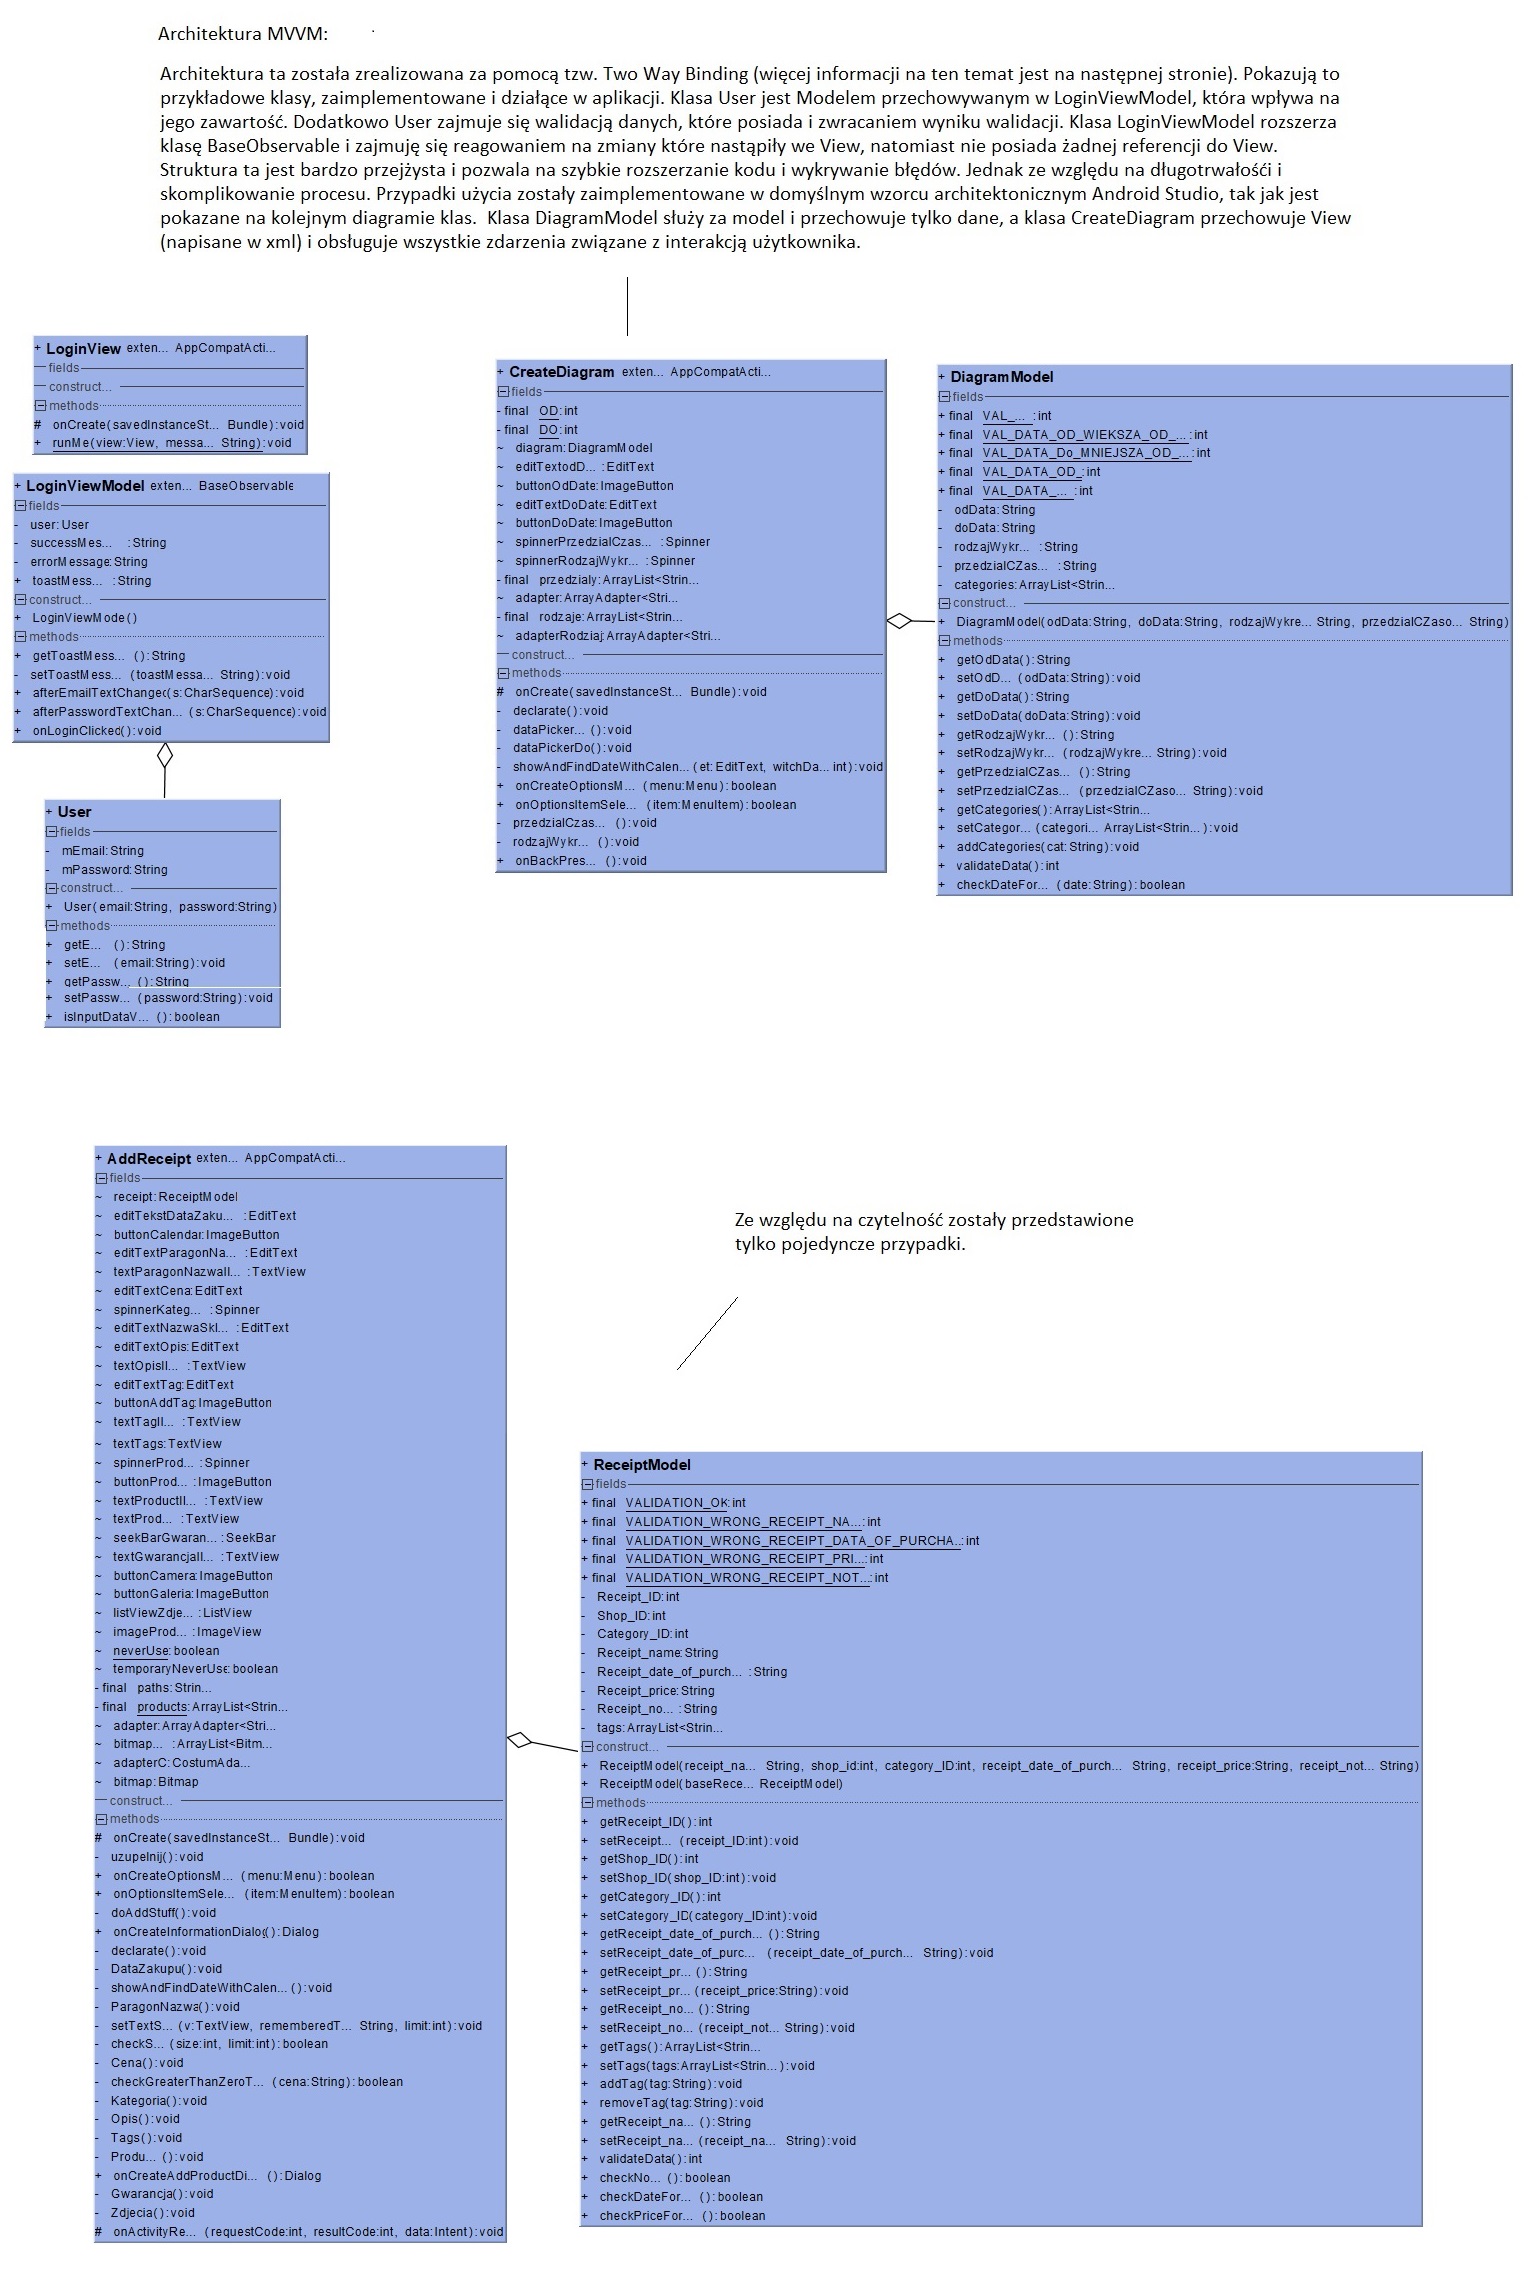 Architektura MVVM:
Architektura ta została zrealizowana za pomocą tzw. Two Way Binding (więcej informacji na ten temat jest na następnej stronie). Pokazują to
przykładowe klasy, zaimplementowane i działące w aplikacji. Klasa User jest Modelem przechowywanym w LoginViewModel, która wpływa na
jego zawartość. Dodatkowo User zajmuje się walidacją danych, które posiada i zwracaniem wyniku walidacji. Klasa LoginViewModel rozszerza
klasę BaseObservable i zajmuję się reagowaniem na zmiany które nastąpiły we View, natomiast nie posiada żadnej referencji do View.
Struktura ta jest bardzo przejżysta i pozwala na szybkie rozszerzanie kodu i wykrywanie błędów. Jednak ze względu na długotrwałośći i
skomplikowanie procesu. Przypadki użycia zostały zaimplementowane w domyślnym wzorcu architektonicznym Android Studio, tak jak jest
pokazane na kolejnym diagramie klas.  Klasa DiagramModel służy za model i przechowuje tylko dane, a klasa CreateDiagram przechowuje View
(napisane w xml) i obsługuje wszystkie zdarzenia związane z interakcją użytkownika.
+ LoginView exten... AppCompatActi...
fields
construct...
methods
# onCreate(savedInstanceSt... Bundle):void
+ runMe(view:View, messa... String):void
+ LoginViewModel exten... BaseObservable
fields
- user:User
- successMes... :String
- errorMessage:String
+ toastMess... :String
construct...
+ LoginViewMode()
methods
+ getToastMess... ():String
- setToastMess... (toastMessa... String):void
+ afterEmailTextChangec(s:CharSequence):void
+ afterPasswordTextChan... (s:CharSequence):void
+ onLoginClicked():void
+ User
fields
- mEmail:String
- mPassword:String
construct...
+ User(email:String, password:String)
methods
+ getE... ():String
+ setE... (email:String):void
+ getPassw... ():String
+ setPassw... (password:String):void
+ isInputDataV... ():boolean
+ CreateDiagram exten... AppCompatActi...
fields
- final OD:int
- final DO:int
~ diagram:DiagramModel
~ editTextodD... :EditText
~ buttonOdDate:ImageButton
~ editTextDoDate:EditText
~ buttonDoDate:ImageButton
~ spinnerPrzedzialCzas... :Spinner
~ spinnerRodzajWykr... :Spinner
- final przedzialy:ArrayList<Strin...
~ adapter:ArrayAdapter<Stri...
- final rodzaje:ArrayList<Strin...
~ adapterRodzaj:ArrayAdapter<Stri...
construct...
methods
# onCreate(savedInstanceSt... Bundle):void
- declarate():void
- dataPicker... ():void
- dataPickerDo():void
- showAndFindDateWithCalen... (et:EditText, witchDa... int):void
+ onCreateOptionsM... (menu:Menu):boolean
+ onOptionsItemSele... (item:MenuItem):boolean
- przedzialCzas... ():void
- rodzajWykr... ():void
+ onBackPres... ():void
+ DiagramModel
fields
+ final VAL_... :int
+ final VAL_DATA_OD_WIEKSZA_OD_...:int
+ final VAL_DATA_Do_MNIEJSZA_OD_...:int
+ final VAL_DATA_OD_:int
+ final VAL_DATA_... :int
- odData:String
- doData:String
- rodzajWykr... :String
- przedzialCZas... :String
- categories:ArrayList<Strin...
construct...
+ DiagramModel(odData:String, doData:String, rodzajWykre... String, przedzialCZaso... String)
methods
+ getOdData():String
+ setOdD... (odData:String):void
+ getDoData():String
+ setDoData(doData:String):void
+ getRodzajWykr... ():String
+ setRodzajWykr... (rodzajWykre... String):void
+ getPrzedzialCZas... ():String
+ setPrzedzialCZas... (przedzialCZaso... String):void
+ getCategories():ArrayList<Strin...
+ setCategor... (categori... ArrayList<Strin...):void
+ addCategories(cat:String):void
+ validateData():int
+ checkDateFor... (date:String):boolean
+ AddReceipt exten... AppCompatActi...
fields
~ receipt:ReceiptModel
~ editTekstDataZaku... :EditText
~ buttonCalendar:ImageButton
~ editTextParagonNa... :EditText
~ textParagonNazwaIl... :TextView
~ editTextCena:EditText
~ spinnerKateg... :Spinner
~ editTextNazwaSkl... :EditText
~ editTextOpis:EditText
~ textOpisIl... :TextView
~ editTextTag:EditText
~ buttonAddTag:ImageButton
~ textTagIl... :TextView
~ textTags:TextView
~ spinnerProd... :Spinner
~ buttonProd... :ImageButton
~ textProductIl... :TextView
~ textProd... :TextView
~ seekBarGwaran... :SeekBar
~ textGwarancjaIl... :TextView
~ buttonCamera:ImageButton
~ buttonGaleria:ImageButton
~ listViewZdje... :ListView
~ imageProd... :ImageView
~ neverUse:boolean
~ temporaryNeverUse:boolean
- final paths:Strin...
- final products:ArrayList<Strin...
~ adapter:ArrayAdapter<Stri...
~ bitmap... :ArrayList<Bitm...
~ adapterC:CostumAda...
~ bitmap:Bitmap
construct...
methods
# onCreate(savedInstanceSt... Bundle):void
- uzupelnij():void
+ onCreateOptionsM... (menu:Menu):boolean
+ onOptionsItemSele... (item:MenuItem):boolean
- doAddStuff():void
+ onCreateInformationDialog():Dialog
- declarate():void
- DataZakupu():void
- showAndFindDateWithCalen... ():void
- ParagonNazwa():void
- setTextS... (v:TextView, rememberedT... String, limit:int):void
- checkS... (size:int, limit:int):boolean
- Cena():void
- checkGreaterThanZeroT... (cena:String):boolean
- Kategoria():void
- Opis():void
- Tags():void
- Produ... ():void
+ onCreateAddProductDi... ():Dialog
- Gwarancja():void
- Zdjecia():void
# onActivityRe... (requestCode:int, resultCode:int, data:Intent):void
Ze względu na czytelność zostały przedstawione
tylko pojedyncze przypadki.
+ ReceiptModel
fields
+ final VALIDATION_OK:int
+ final VALIDATION_WRONG_RECEIPT_NA...:int
+ final VALIDATION_WRONG_RECEIPT_DATA_OF_PURCHA..:int
+ final VALIDATION_WRONG_RECEIPT_PRI...:int
+ final VALIDATION_WRONG_RECEIPT_NOT...:int
- Receipt_ID:int
- Shop_ID:int
- Category_ID:int
- Receipt_name:String
- Receipt_date_of_purch... :String
- Receipt_price:String
- Receipt_no... :String
- tags:ArrayList<Strin...
construct...
+ ReceiptModel(receipt_na... String, shop_id:int, category_ID:int, receipt_date_of_purch... String, receipt_price:String, receipt_not... String)
+ ReceiptModel(baseRece... ReceiptModel)
methods
+ getReceipt_ID():int
+ setReceipt... (receipt_ID:int):void
+ getShop_ID():int
+ setShop_ID(shop_ID:int):void
+ getCategory_ID():int
+ setCategory_ID(category_ID:int):void
+ getReceipt_date_of_purch... ():String
+ setReceipt_date_of_purc... (receipt_date_of_purch... String):void
+ getReceipt_pr... ():String
+ setReceipt_pr... (receipt_price:String):void
+ getReceipt_no... ():String
+ setReceipt_no... (receipt_not... String):void
+ getTags():ArrayList<Strin...
+ setTags(tags:ArrayList<Strin...):void
+ addTag(tag:String):void
+ removeTag(tag:String):void
+ getReceipt_na... ():String
+ setReceipt_na... (receipt_na... String):void
+ validateData():int
+ checkNo... ():boolean
+ checkDateFor... ():boolean
+ checkPriceFor... ():boolean